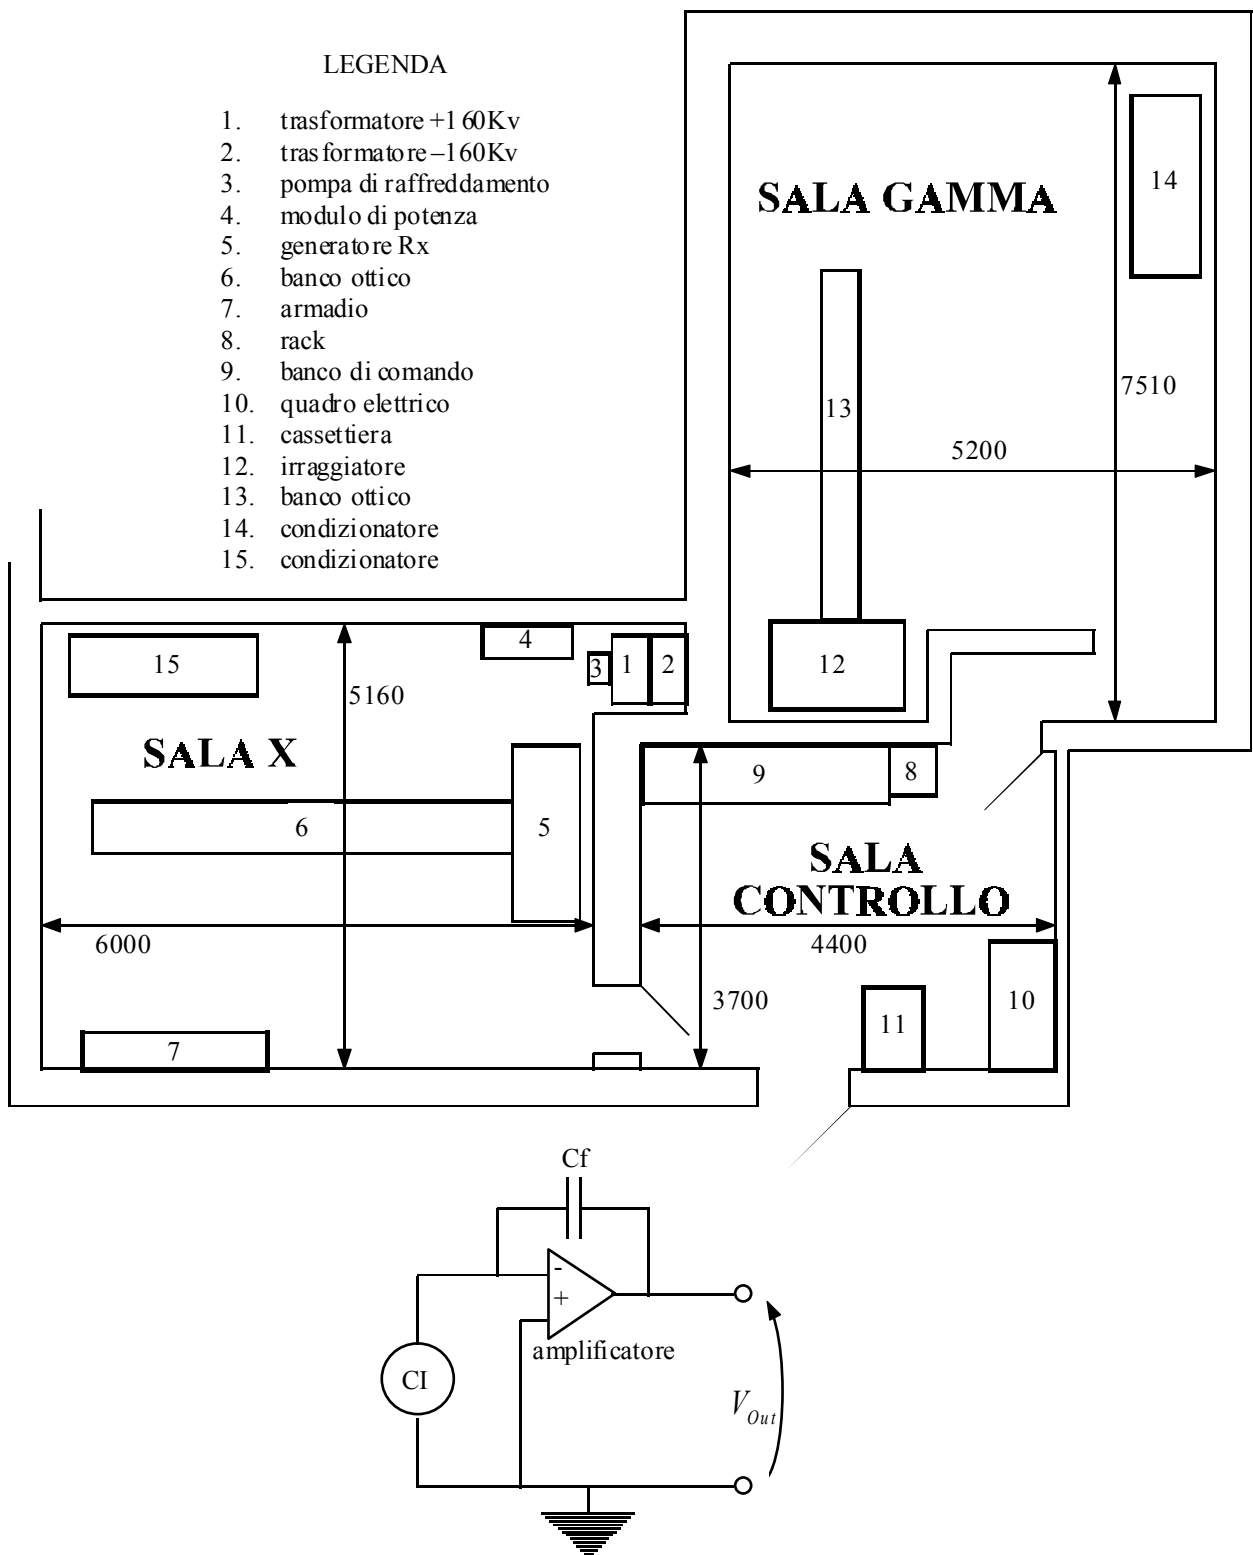 LEGENDA
1. trasformatore +160Kv
2. trasformatore –160Kv
3. pompa di raffreddamento
4. modulo di potenza
5. generatore Rx
6. banco ottico
7. armadio
8. rack
9. banco di comando
10. quadro elettrico
11. cassettiera
12. irraggiatore
13. banco ottico
14. condizionatore
15. condizionatore
SALA GAMMA
14
13
7510
5200
12
15
4
3
1
2
5160
SALA X
6
5
6000
7
9
8
SALA
CONTROLLO
4400
3700
11
10
Cf
-
+
amplificatore
CI
V Out